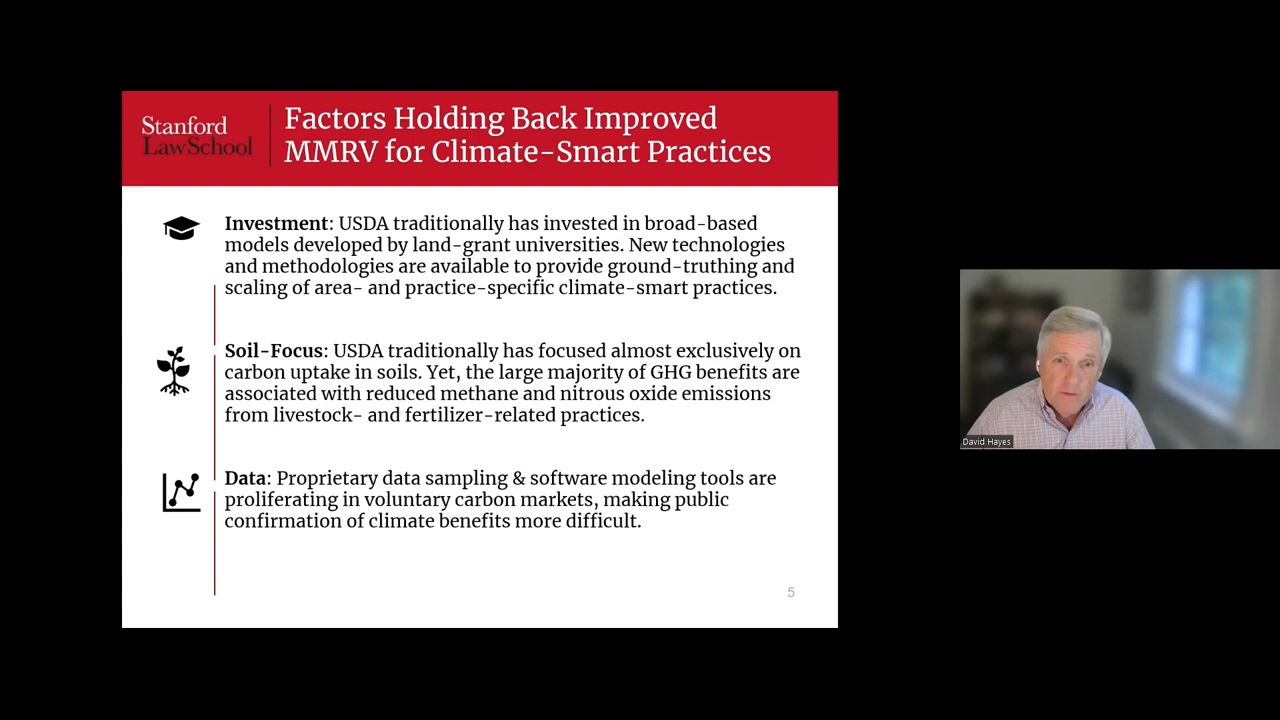 Stanford
Law School
Factors Holding Back Improved
MMRV for Climate-Smart Practices
Investment: USDA traditionally has invested in broad-based
models developed by land-grant universities. New technologies
and methodologies are available to provide ground-truthing and
scaling of area- and practice-specific climate-smart practices.
Soil-Focus: USDA traditionally has focused almost exclusively on
carbon uptake in soils. Yet, the large majority of GHG benefits are
associated with reduced methane and nitrous oxide emissions
from livestock- and fertilizer-related practices.
Data: Proprietary data sampling & software modeling tools are
proliferating in voluntary carbon markets, making public
confirmation of climate benefits more difficult.
5
David Hayes